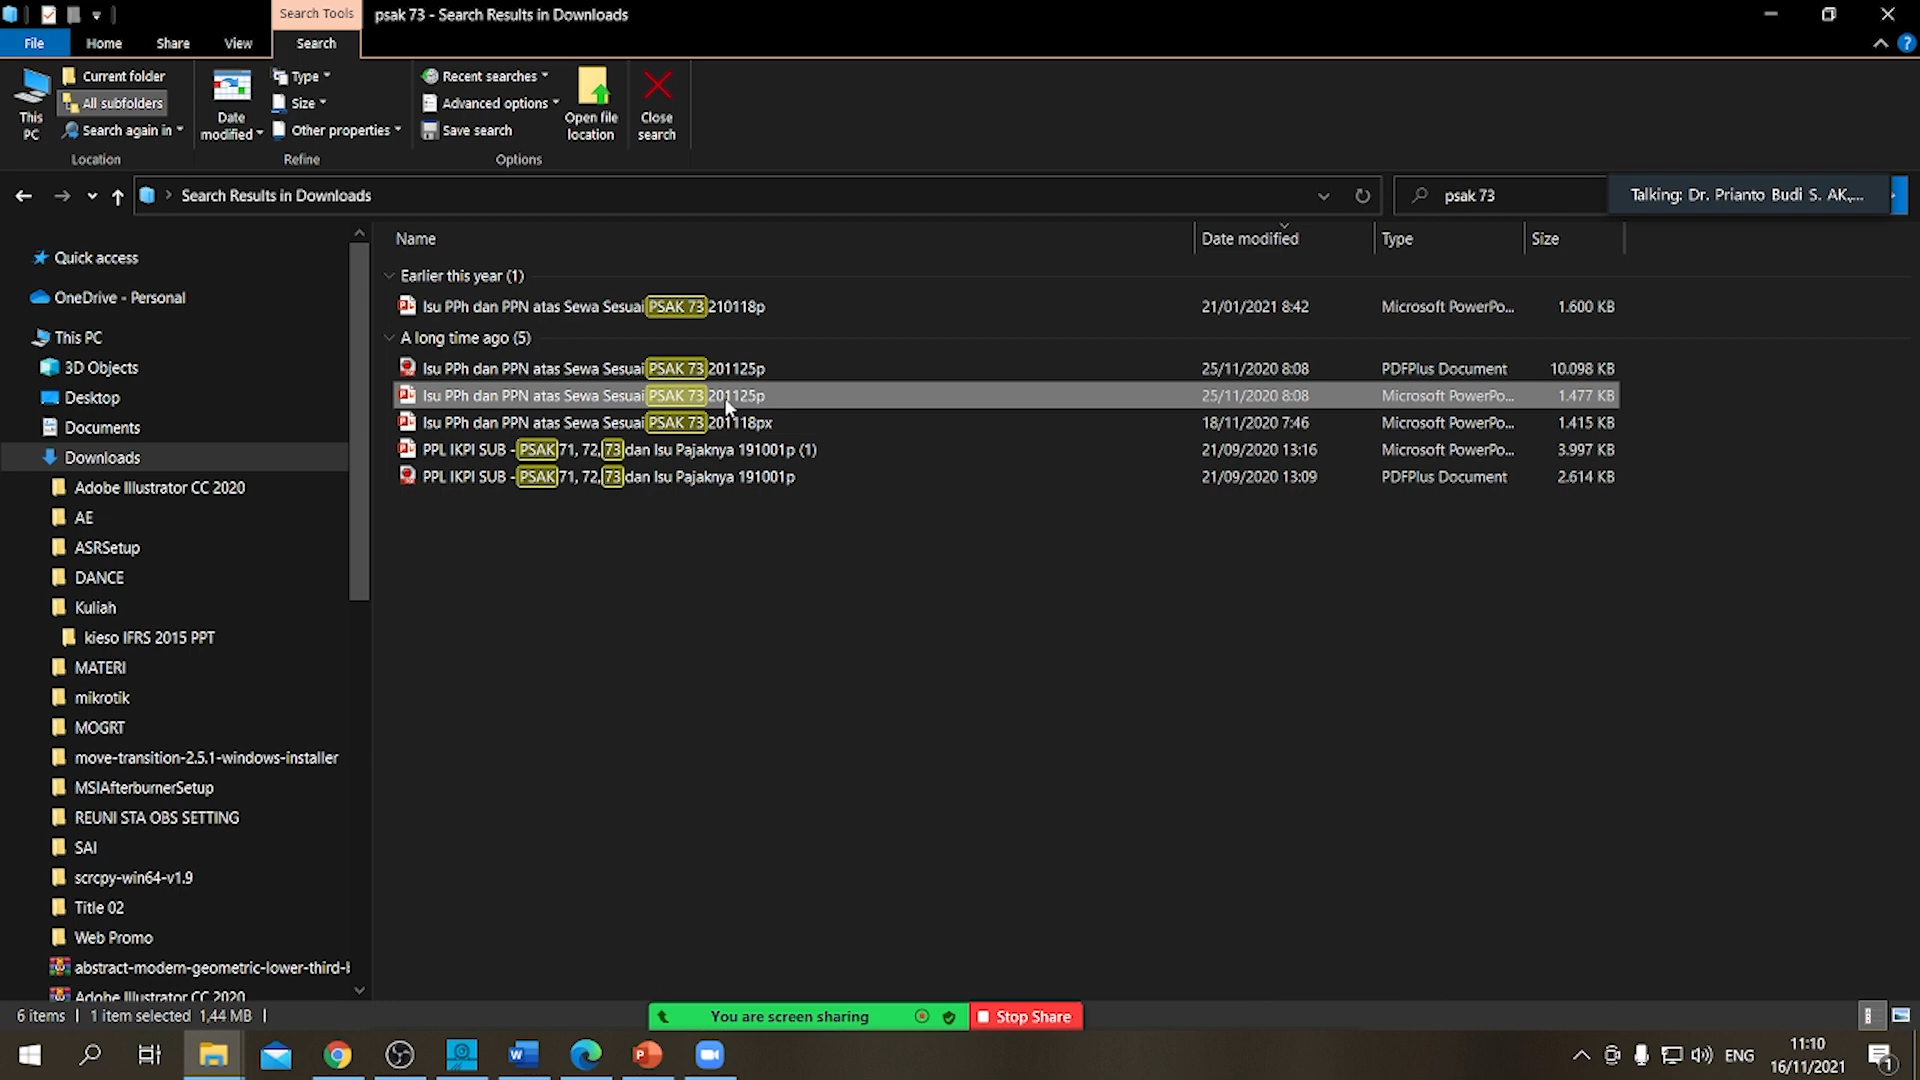 Search Tools
psak 73 - Search Results in Downloads
File
Home
Share
View
Search
This PC
Current folder
All subfolders
Search again in
Location
Date modified
Type
Size
Other properties
Refine
Recent searches
Advanced options
Save search
Options
Open file location
Close search
Search Results in Downloads
psak 73
Talking: Dr. Prianto Budi S. AK,...
Name
Date modified
Type
Size
Earlier this year (1)
Isu PPh dan PPN atas Sewa Sesuai PSAK 73 210118p 21/01/2021 8:42 Microsoft PowerPo... 1.600 KB
A long time ago (5)
Isu PPh dan PPN atas Sewa Sesuai PSAK 73 201125p 25/11/2020 8:08 PDFPlus Document 10.098 KB
Isu PPh dan PPN atas Sewa Sesuai PSAK 73 201125p 25/11/2020 8:08 Microsoft PowerPo... 1.477 KB
Isu PPh dan PPN atas Sewa Sesuai PSAK 73 201118px 18/11/2020 7:46 Microsoft PowerPo... 1.415 KB
PPL IKPI SUB - PSAK 71, 72, 73 dan Isu Pajaknya 191001p (1) 21/09/2020 13:16 Microsoft PowerPo... 3.997 KB
PPL IKPI SUB - PSAK 71, 72, 73 dan Isu Pajaknya 191001p 21/09/2020 13:09 PDFPlus Document 2.614 KB
Quick access
OneDrive - Personal
This PC
3D Objects
Desktop
Documents
Downloads
Adobe Illustrator CC 2020
AE
ASRSetup
DANCE
Kuliah
kieso IFRS 2015 PPT
MATERI
mikrotik
MOGRT
move-transition-2.5.1-windows-installer
MSIAfterburnerSetup
REUNI STA OBS SETTING
SAI
scrcpy-win64-v1.9
Title 02
Web Promo
abstract-modern-geometric-lower-third-
Adobe Illustrator CC 2020
6 items 1 item selected 1,44 MB
You are screen sharing
Stop Share
ENG
11:10
16/11/2021
1